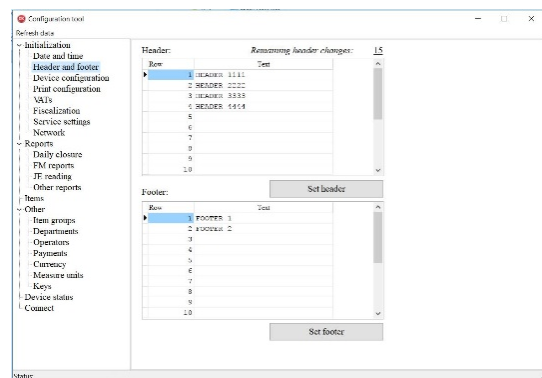 Configuration tool
Refresh data
Initialization
Date and time
Header and footer
Device configuration
Print configuration
VATs
Fiscalization
Service settings
Network
Reports
Daily closure
FM reports
JE reading
Other reports
Items
Other
Item groups
Departments
Operators
Payments
Currency
Measure units
Keys
Device status
Connect
Header: Remaining header changes: 15
Row Text
1 HEADER 1111
2 HEADER 2222
3 HEADER 3333
4 HEADER 4444
5
6
7
8
9
10
Set header
Footer:
Row Text
1 FOOTER 1
2 FOOTER 2
3
4
5
6
7
8
9
10
Set footer
Status: